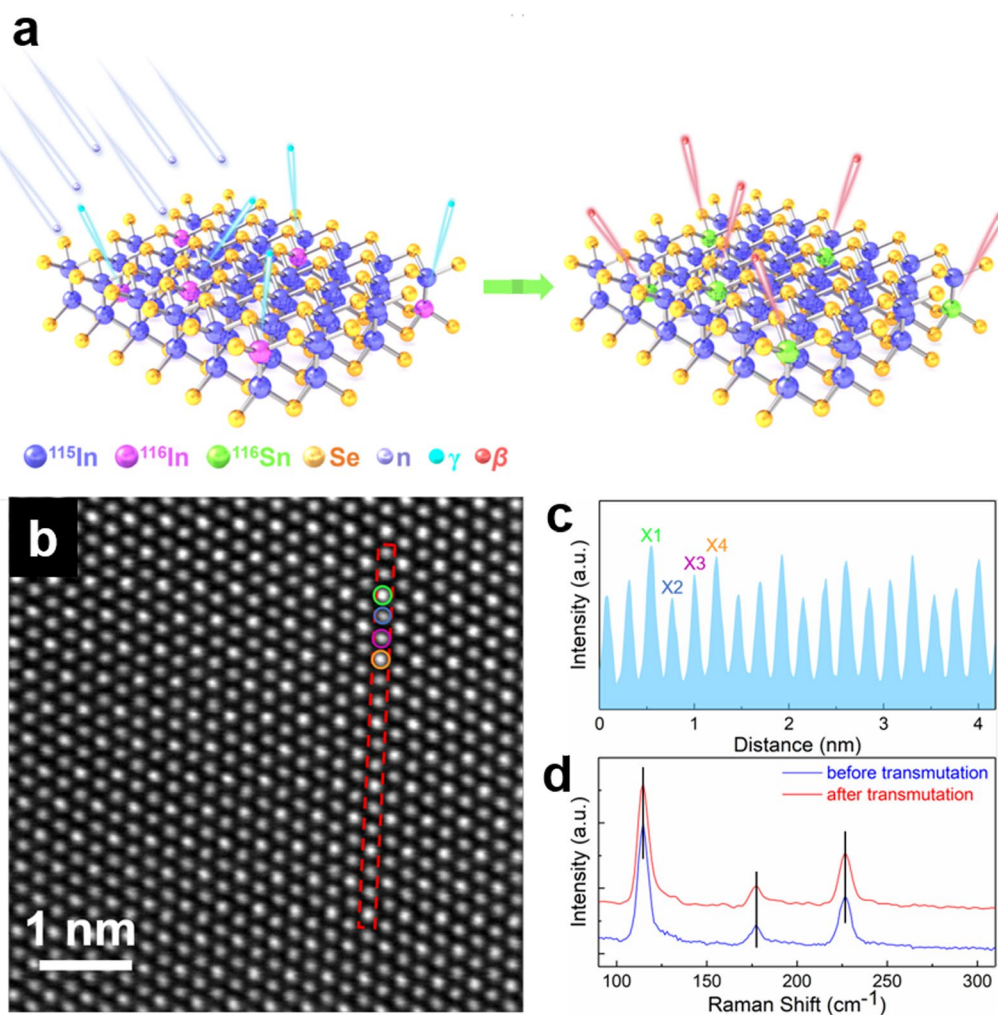 a
¹¹⁵In ¹¹⁶In ¹¹⁶Sn Se n γ β
b
1 nm
c
Intensity (a.u.)
X1
X2
X3
X4
0 1 2 3 4
Distance (nm)
d
before transmutation
after transmutation
Intensity (a.u.)
100 150 200 250 300
Raman Shift (cm⁻¹)